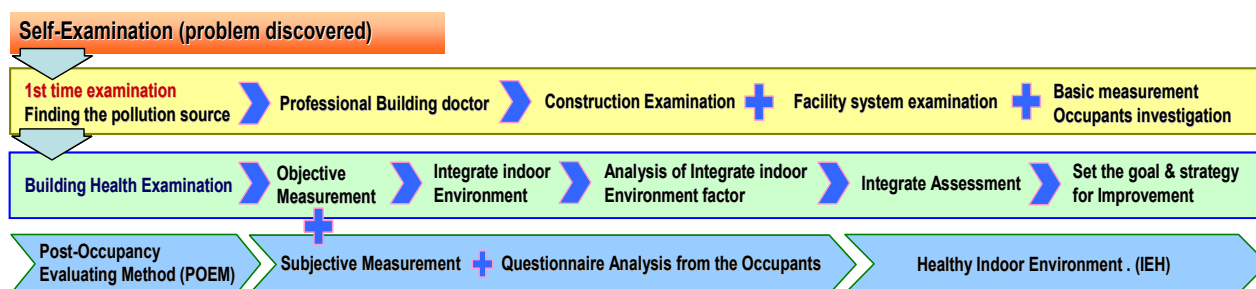 Self-Examination (problem discovered)
1st time examination
Finding the pollution source
Professional Building doctor
Construction Examination
Facility system examination
Basic measurement
Occupants investigation
Building Health Examination
Objective
Measurement
Integrate indoor
Environment
Analysis of Integrate indoor
Environment factor
Integrate Assessment
Set the goal & strategy
for Improvement
Post-Occupancy
Evaluating Method (POEM)
Subjective Measurement
Questionnaire Analysis from the Occupants
Healthy Indoor Environment . (IEH)